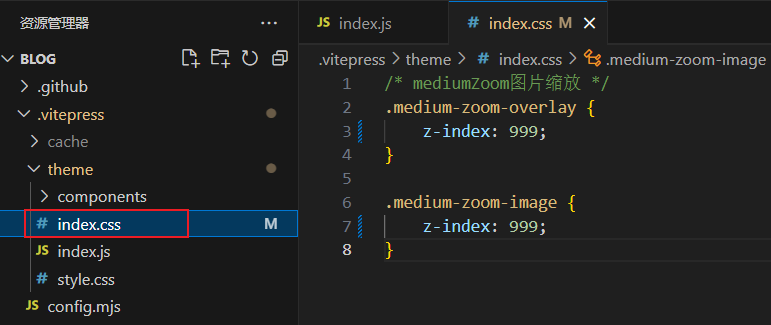 资源管理器
BLOG
.github
.vitepress
cache
theme
components
# index.css M
JS index.js
# style.css
JS config.mjs
JS index.js
# index.css M
.vitepress > theme > # index.css > .medium-zoom-image
1 /* mediumZoom图片缩放 */
2 .medium-zoom-overlay {
3 z-index: 999;
4 }
5
6 .medium-zoom-image {
7 z-index: 999;
8 }